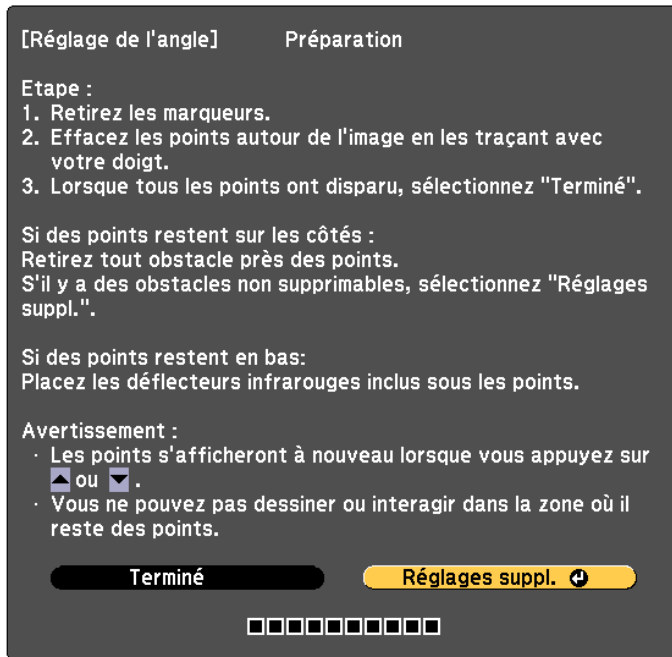 [Réglage de l'angle] Préparation
Etape :
1. Retirez les marqueurs.
2. Effacez les points autour de l'image en les traçant avec
votre doigt.
3. Lorsque tous les points ont disparu, sélectionnez "Terminé".
Si des points restent sur les côtés :
Retirez tout obstacle près des points.
S'il y a des obstacles non supprimables, sélectionnez "Réglages
suppl.".
Si des points restent en bas:
Placez les déflecteurs infrarouges inclus sous les points.
Avertissement :
· Les points s'afficheront à nouveau lorsque vous appuyez sur
▲ ou ▼ .
· Vous ne pouvez pas dessiner ou interagir dans la zone où il
reste des points.
Terminé Réglages suppl.